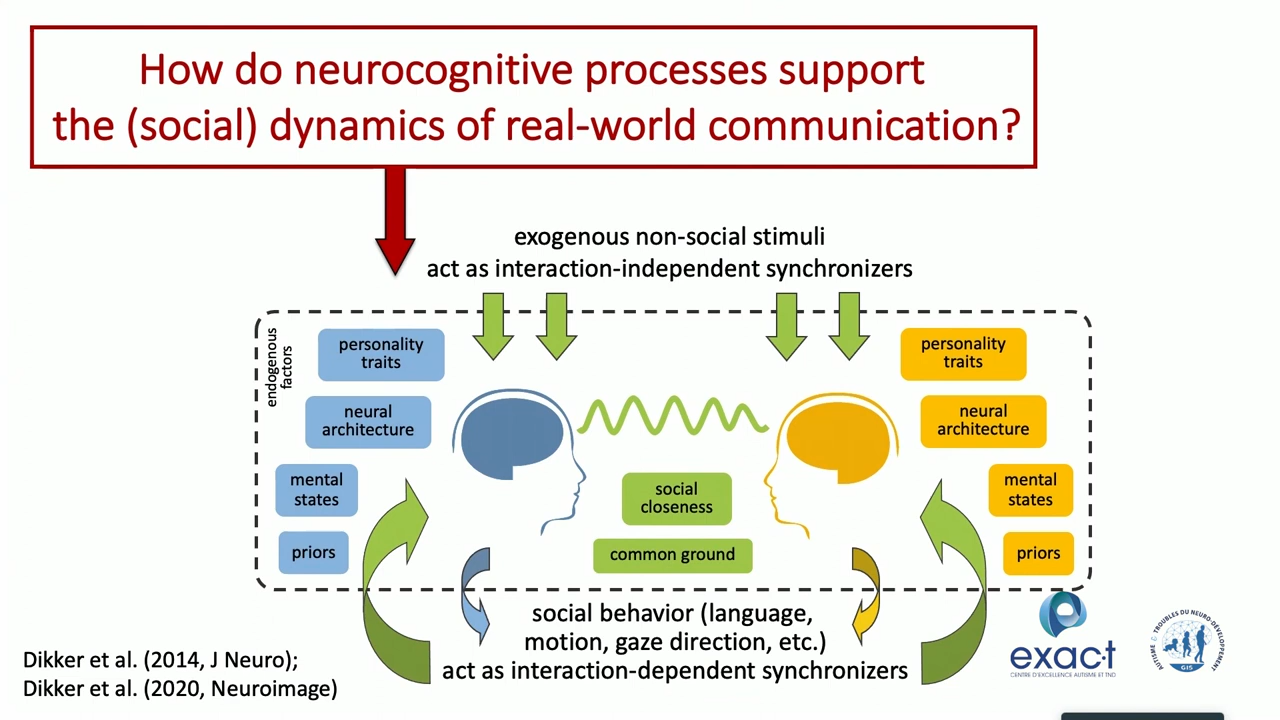 How do neurocognitive processes support
the (social) dynamics of real-world communication?
exogenous non-social stimuli
act as interaction-independent synchronizers
endogenous
factors
personality
traits
neural
architecture
mental
states
priors
social
closeness
common ground
personality
traits
neural
architecture
mental
states
priors
social behavior (language,
motion, gaze direction, etc.)
act as interaction-dependent synchronizers
Dikker et al. (2014, J Neuro);
Dikker et al. (2020, Neuroimage)
exac·t
CENTRE D'EXCELLENCE AUTISME ET TND
AUTISME & TROUBLES DU NEURO-DÉVELOPPEMENT
GIS